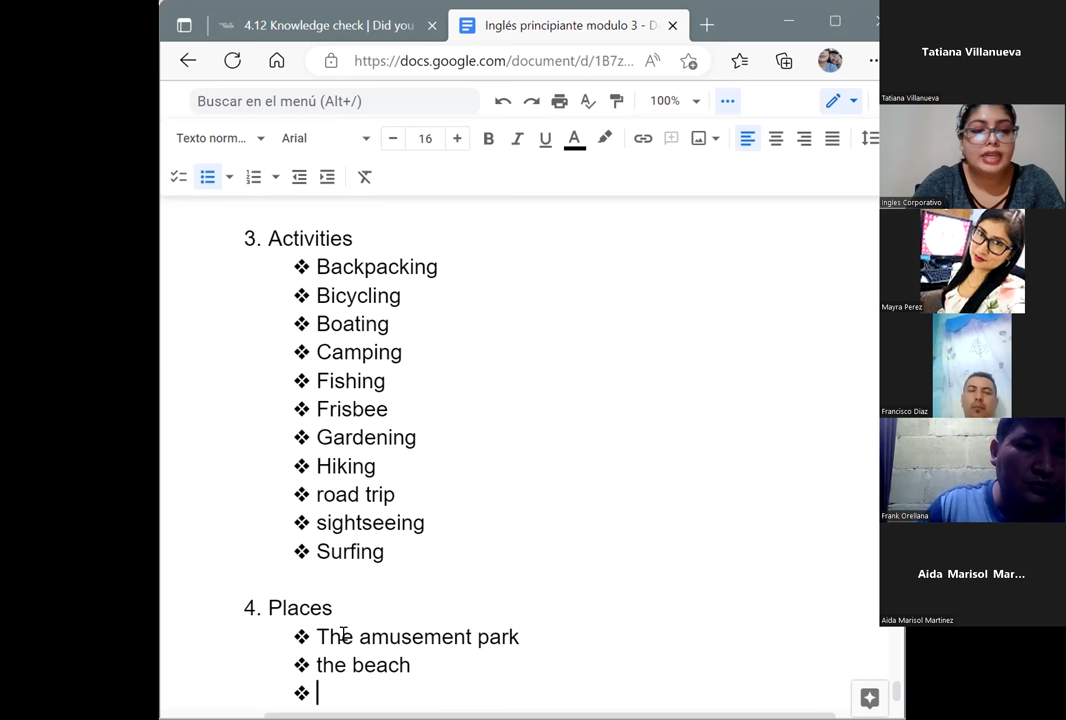 4.12 Knowledge check | Did you
Inglés principiante modulo 3 - D
https://docs.google.com/document/d/1B7z...
Buscar en el menú (Alt+/)
100%
Texto norm...
Arial
16
3. Activities
❖ Backpacking
❖ Bicycling
❖ Boating
❖ Camping
❖ Fishing
❖ Frisbee
❖ Gardening
❖ Hiking
❖ road trip
❖ sightseeing
❖ Surfing
4. Places
❖ The amusement park
❖ the beach
❖
Tatiana Villanueva
Tatiana Villanueva
Ingles Corporativo
Mayra Perez
Francisco Diaz
Frank Orellana
Aida Marisol Mar...
Aida Marisol Martinez